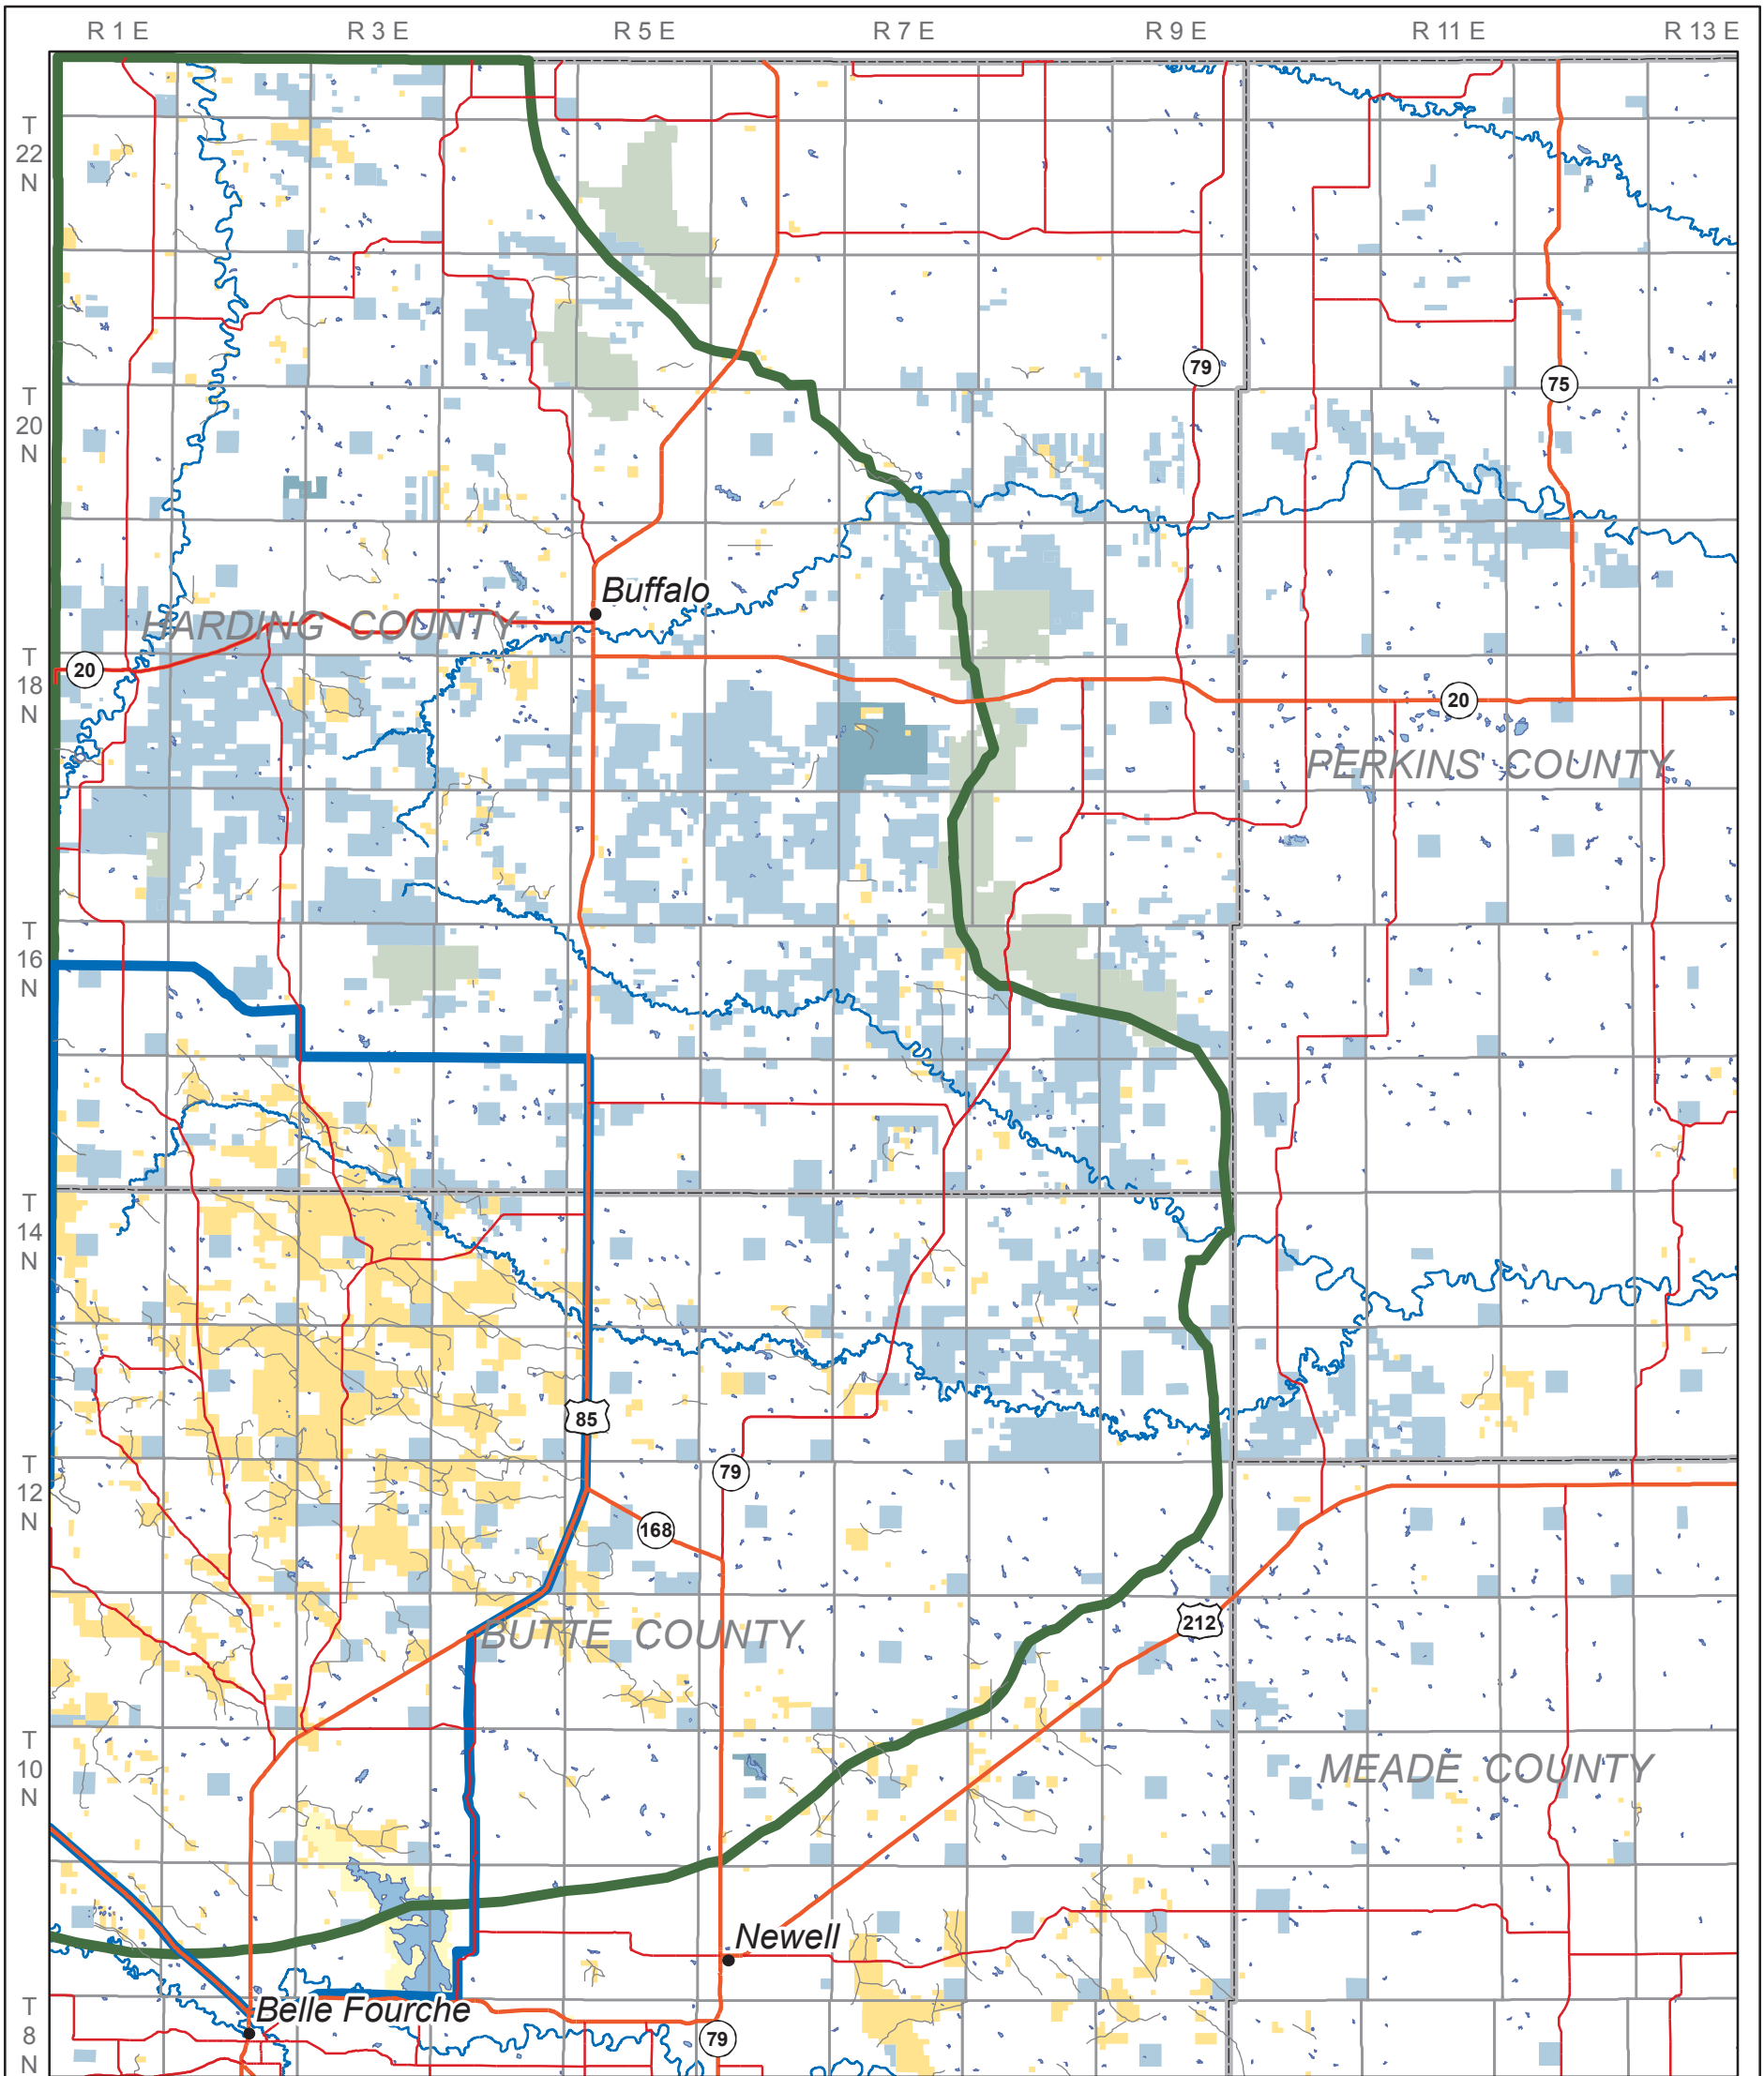 R 1 E R 3 E R 5 E R 7 E R 9 E R 11 E R 13 E
T
22
N
79
75
T
20
N
Buffalo
HARDING COUNTY
20
T
18
N
20
PERKINS COUNTY
T
16
N
T
14
N
85
79
T
12
N
168
212
BUTTE COUNTY
T
10
N
MEADE COUNTY
Newell
Belle Fourche
T
8
N
79